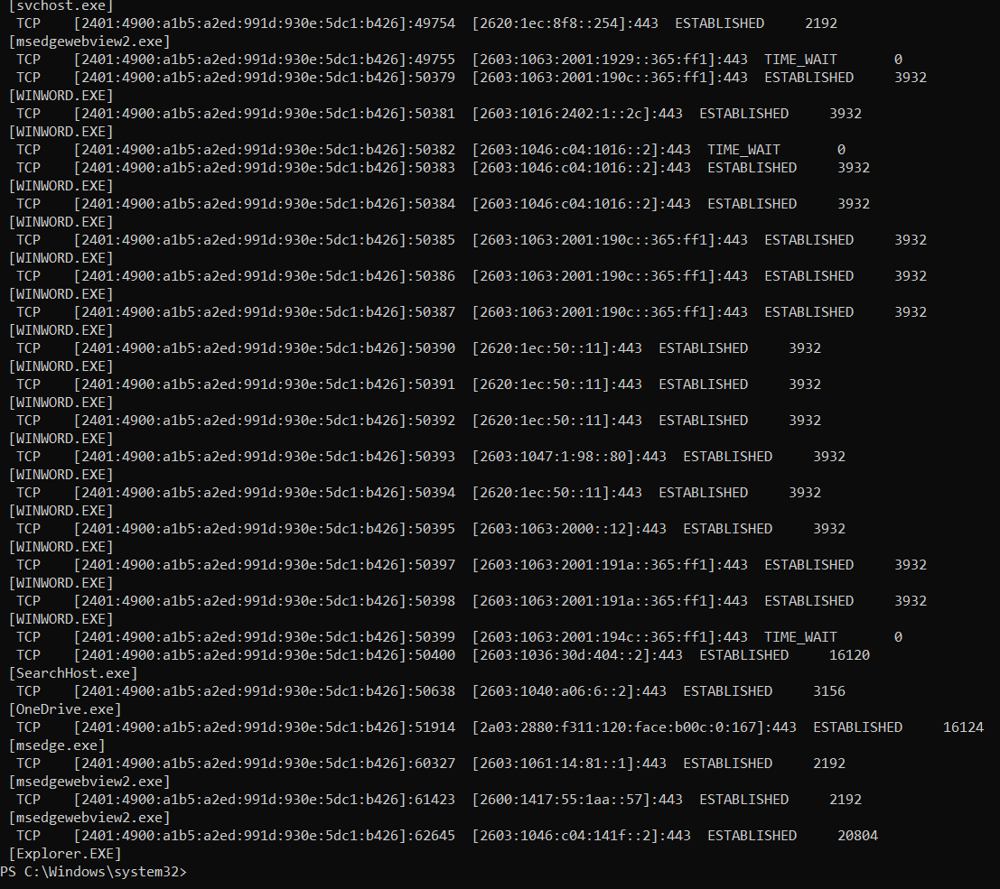 [svchost.exe]
TCP    [2401:4900:a1b5:a2ed:991d:930e:5dc1:b426]:49754  [2620:1ec:8f8::254]:443  ESTABLISHED     2192
[msedgewebview2.exe]
TCP    [2401:4900:a1b5:a2ed:991d:930e:5dc1:b426]:49755  [2603:1063:2001:1929::365:ff1]:443  TIME_WAIT       0
TCP    [2401:4900:a1b5:a2ed:991d:930e:5dc1:b426]:50379  [2603:1063:2001:190c::365:ff1]:443  ESTABLISHED     3932
[WINWORD.EXE]
TCP    [2401:4900:a1b5:a2ed:991d:930e:5dc1:b426]:50381  [2603:1016:2402:1::2c]:443  ESTABLISHED     3932
[WINWORD.EXE]
TCP    [2401:4900:a1b5:a2ed:991d:930e:5dc1:b426]:50382  [2603:1046:c04:1016::2]:443  TIME_WAIT       0
TCP    [2401:4900:a1b5:a2ed:991d:930e:5dc1:b426]:50383  [2603:1046:c04:1016::2]:443  ESTABLISHED     3932
[WINWORD.EXE]
TCP    [2401:4900:a1b5:a2ed:991d:930e:5dc1:b426]:50384  [2603:1046:c04:1016::2]:443  ESTABLISHED     3932
[WINWORD.EXE]
TCP    [2401:4900:a1b5:a2ed:991d:930e:5dc1:b426]:50385  [2603:1063:2001:190c::365:ff1]:443  ESTABLISHED     3932
[WINWORD.EXE]
TCP    [2401:4900:a1b5:a2ed:991d:930e:5dc1:b426]:50386  [2603:1063:2001:190c::365:ff1]:443  ESTABLISHED     3932
[WINWORD.EXE]
TCP    [2401:4900:a1b5:a2ed:991d:930e:5dc1:b426]:50387  [2603:1063:2001:190c::365:ff1]:443  ESTABLISHED     3932
[WINWORD.EXE]
TCP    [2401:4900:a1b5:a2ed:991d:930e:5dc1:b426]:50390  [2620:1ec:50::11]:443  ESTABLISHED     3932
[WINWORD.EXE]
TCP    [2401:4900:a1b5:a2ed:991d:930e:5dc1:b426]:50391  [2620:1ec:50::11]:443  ESTABLISHED     3932
[WINWORD.EXE]
TCP    [2401:4900:a1b5:a2ed:991d:930e:5dc1:b426]:50392  [2620:1ec:50::11]:443  ESTABLISHED     3932
[WINWORD.EXE]
TCP    [2401:4900:a1b5:a2ed:991d:930e:5dc1:b426]:50393  [2603:1047:1:98::80]:443  ESTABLISHED     3932
[WINWORD.EXE]
TCP    [2401:4900:a1b5:a2ed:991d:930e:5dc1:b426]:50394  [2620:1ec:50::11]:443  ESTABLISHED     3932
[WINWORD.EXE]
TCP    [2401:4900:a1b5:a2ed:991d:930e:5dc1:b426]:50395  [2603:1063:2000::12]:443  ESTABLISHED     3932
[WINWORD.EXE]
TCP    [2401:4900:a1b5:a2ed:991d:930e:5dc1:b426]:50397  [2603:1063:2001:191a::365:ff1]:443  ESTABLISHED     3932
[WINWORD.EXE]
TCP    [2401:4900:a1b5:a2ed:991d:930e:5dc1:b426]:50398  [2603:1063:2001:191a::365:ff1]:443  ESTABLISHED     3932
[WINWORD.EXE]
TCP    [2401:4900:a1b5:a2ed:991d:930e:5dc1:b426]:50399  [2603:1063:2001:194c::365:ff1]:443  TIME_WAIT       0
TCP    [2401:4900:a1b5:a2ed:991d:930e:5dc1:b426]:50400  [2603:1036:30d:404::2]:443  ESTABLISHED     16120
[SearchHost.exe]
TCP    [2401:4900:a1b5:a2ed:991d:930e:5dc1:b426]:50638  [2603:1040:a06:6::2]:443  ESTABLISHED     3156
[OneDrive.exe]
TCP    [2401:4900:a1b5:a2ed:991d:930e:5dc1:b426]:51914  [2a03:2880:f311:120:face:b00c:0:167]:443  ESTABLISHED     16124
[msedge.exe]
TCP    [2401:4900:a1b5:a2ed:991d:930e:5dc1:b426]:60327  [2603:1061:14:81::1]:443  ESTABLISHED     2192
[msedgewebview2.exe]
TCP    [2401:4900:a1b5:a2ed:991d:930e:5dc1:b426]:61423  [2600:1417:55:1aa::57]:443  ESTABLISHED     2192
[msedgewebview2.exe]
TCP    [2401:4900:a1b5:a2ed:991d:930e:5dc1:b426]:62645  [2603:1046:c04:141f::2]:443  ESTABLISHED     20804
[Explorer.EXE]
PS C:\Windows\system32>